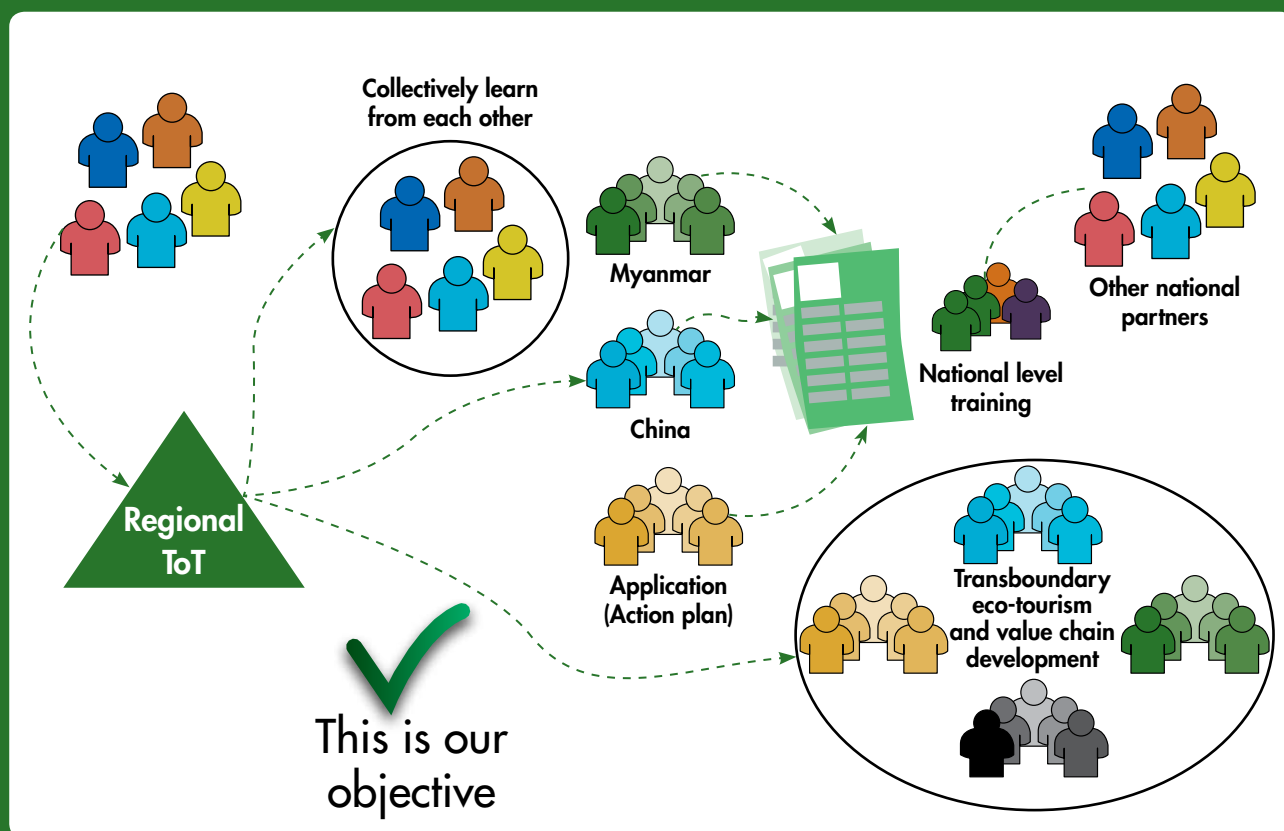 Collectively learn
from each other
Myanmar
China
Application
(Action plan)
National level
training
Other national
partners
Regional
ToT
Transboundary
eco-tourism
and value chain
development
This is our
objective